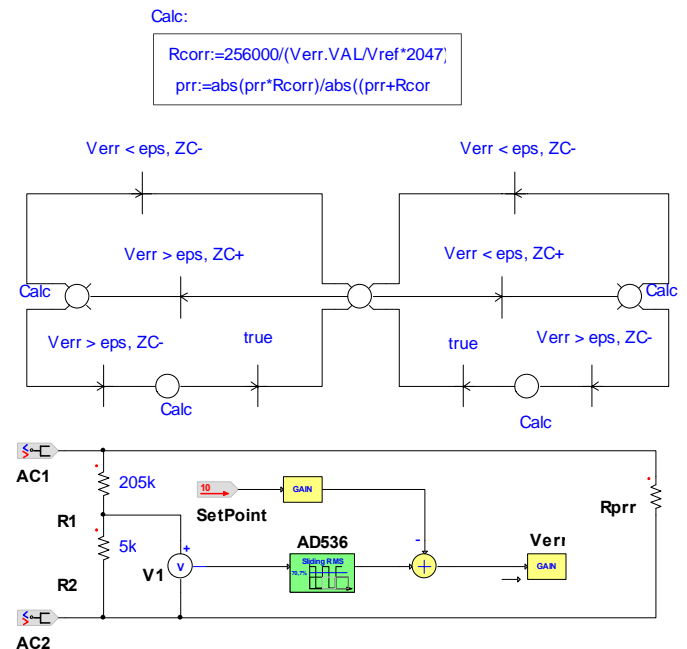 Calc:
Rcorr:=256000/(Verr.VAL/Vref*2047)
prr:=abs(prr*Rcorr)/abs((prr+Rcor
Verr < eps, ZC-
Verr < eps, ZC-
Verr > eps, ZC+
Verr < eps, ZC+
Calc
Calc
Verr > eps, ZC-
true
true
Verr > eps, ZC-
Calc
Calc
AC1
205k
10
GAIN
SetPoint
Rprr
R1
-
AD536
Verr
5k
+
V
V1
Sliding RMS
70,7%
+
GAIN
R2
AC2